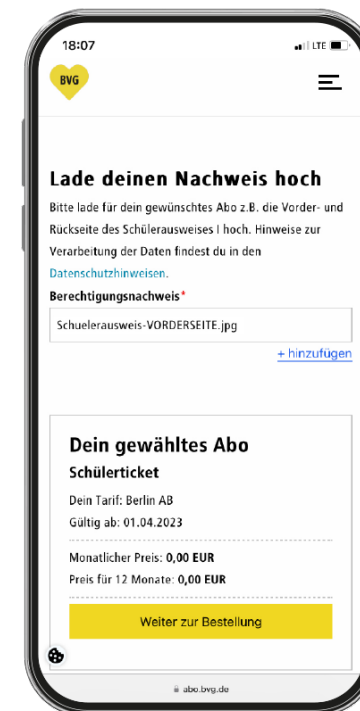 18:07
LTE
BVG
Lade deinen Nachweis hoch
Bitte lade für dein gewünschtes Abo z.B. die Vorder- und
Rückseite des Schülerausweises I hoch. Hinweise zur
Verarbeitung der Daten findest du in den
Datenschutzhinweisen.
Berechtigungsnachweis*
Schuelerausweis-VORDERSEITE.jpg
+ hinzufügen
Dein gewähltes Abo
Schülerticket
Dein Tarif: Berlin AB
Gültig ab: 01.04.2023
Monatlicher Preis: 0,00 EUR
Preis für 12 Monate: 0,00 EUR
Weiter zur Bestellung
abo.bvg.de